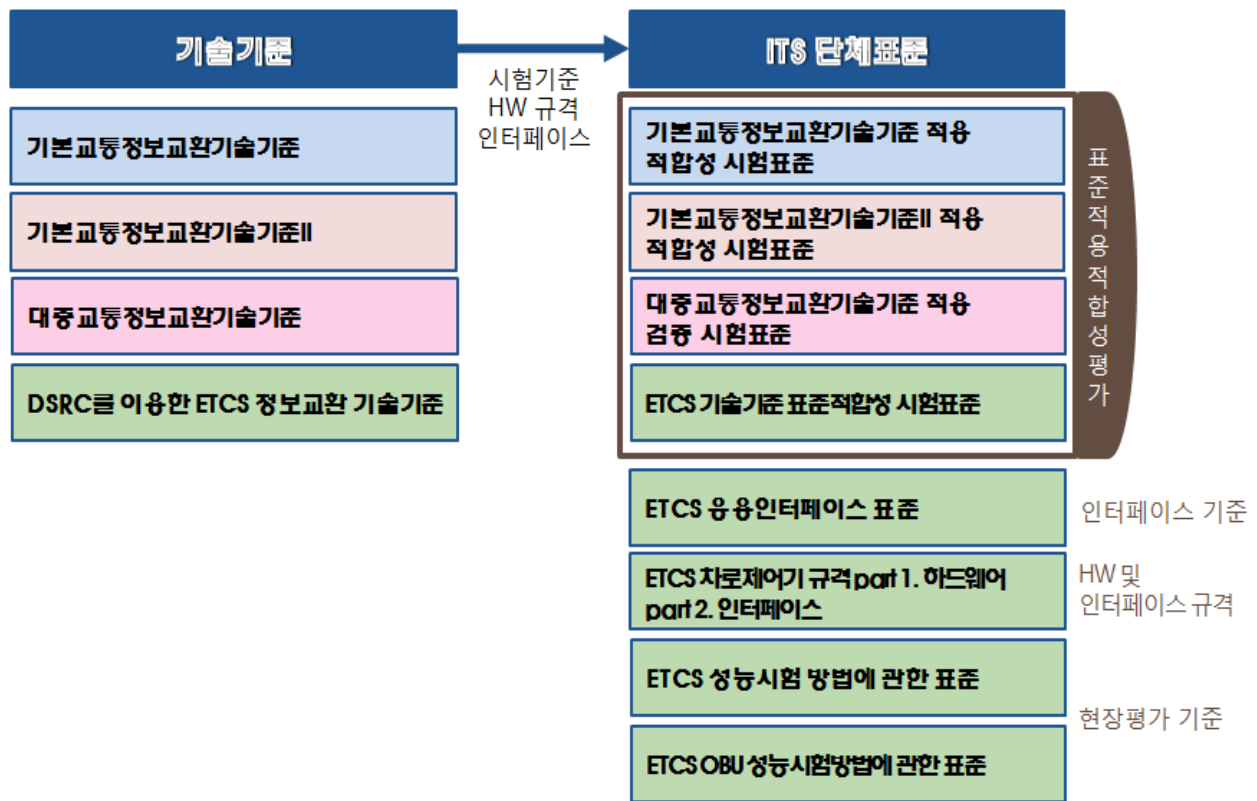 기술기준
시험기준
HW 규격
인터페이스
ITS 단체표준
기본교통정보교환기술기준
기본교통정보교환기술기준II
대중교통정보교환기술기준
DSRC를 이용한 ETCS 정보교환 기술기준
기본교통정보교환기술기준 적용
적합성 시험표준
기본교통정보교환기술기준II 적용
적합성 시험표준
대중교통정보교환기술기준 적용
검증 시험표준
ETCS 기술기준 표준적합성 시험표준
표준적용적합성평가
ETCS 응용인터페이스 표준
인터페이스 기준
ETCS 차로제어기 규격 part 1. 하드웨어
part 2. 인터페이스
HW 및
인터페이스 규격
ETCS 성능시험 방법에 관한 표준
현장평가 기준
ETCS OBU 성능시험방법에 관한 표준